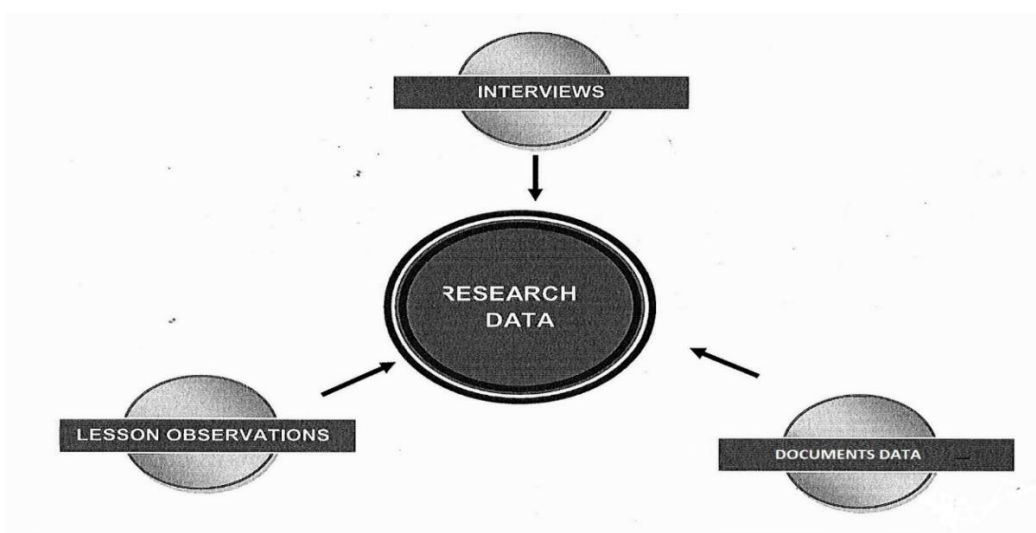 INTERVIEWS
RESEARCH
DATA
LESSON OBSERVATIONS
DOCUMENTS DATA